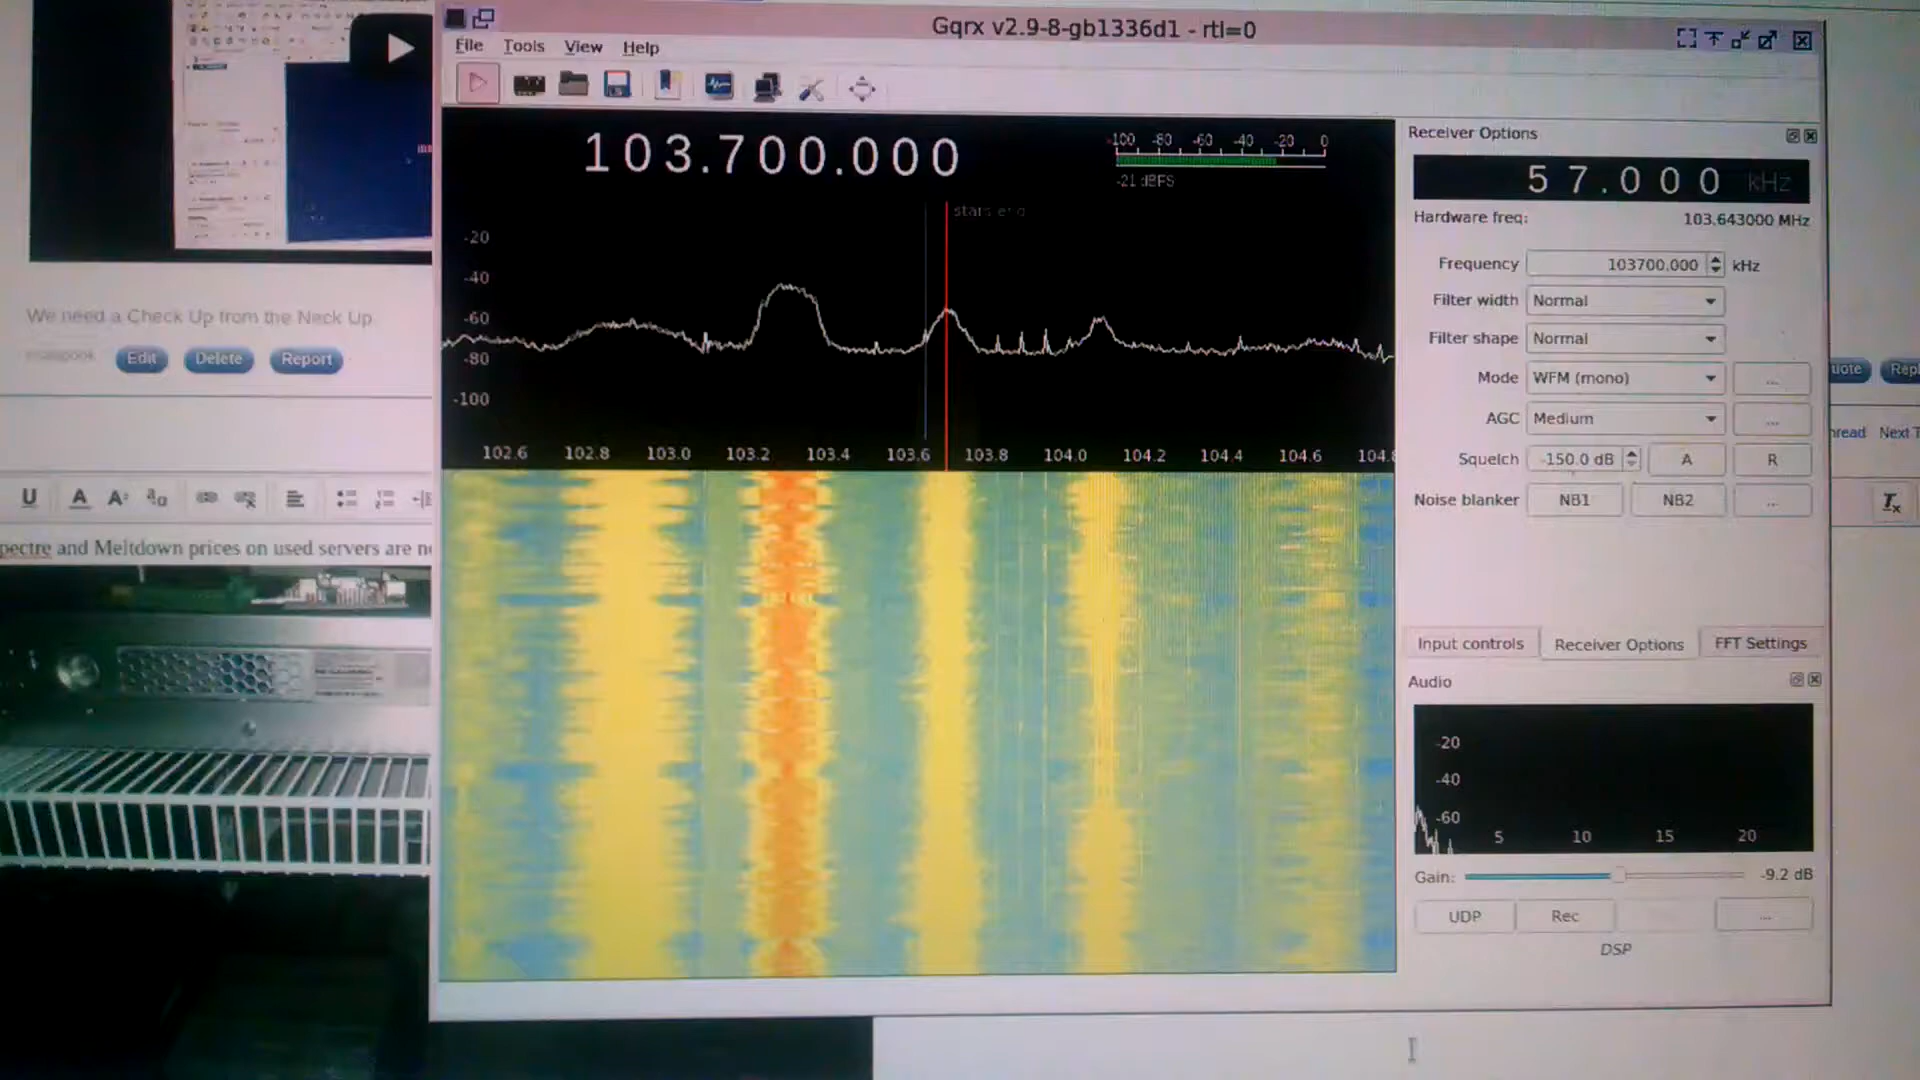 Gqrx v2.9-8-gb1336d1 - rtl=0
File Tools View Help
103.700.000
-100 -80 -60 -40 -20 0
-21 dBFS
-20
-40
-60
-80
-100
102.6 102.8 103.0 103.2 103.4 103.6 103.8 104.0 104.2 104.4 104.6 104.8
Receiver Options
57.000 kHz
Hardware freq: 103.643000 MHz
Frequency 103700.000 kHz
Filter width Normal
Filter shape Normal
Mode WFM (mono) ...
AGC Medium ...
Squelch -150.0 dB A R
Noise blanker NB1 NB2 ...
Input controls Receiver Options FFT Settings
Audio
-20
-40
-60
5 10 15 20
Gain: -9.2 dB
UDP Rec ...
DSP
We need a Check Up from the Neck Up
Edit Delete Report
U A
pectre and Meltdown prices on used servers are
uote Repl
hread Next T